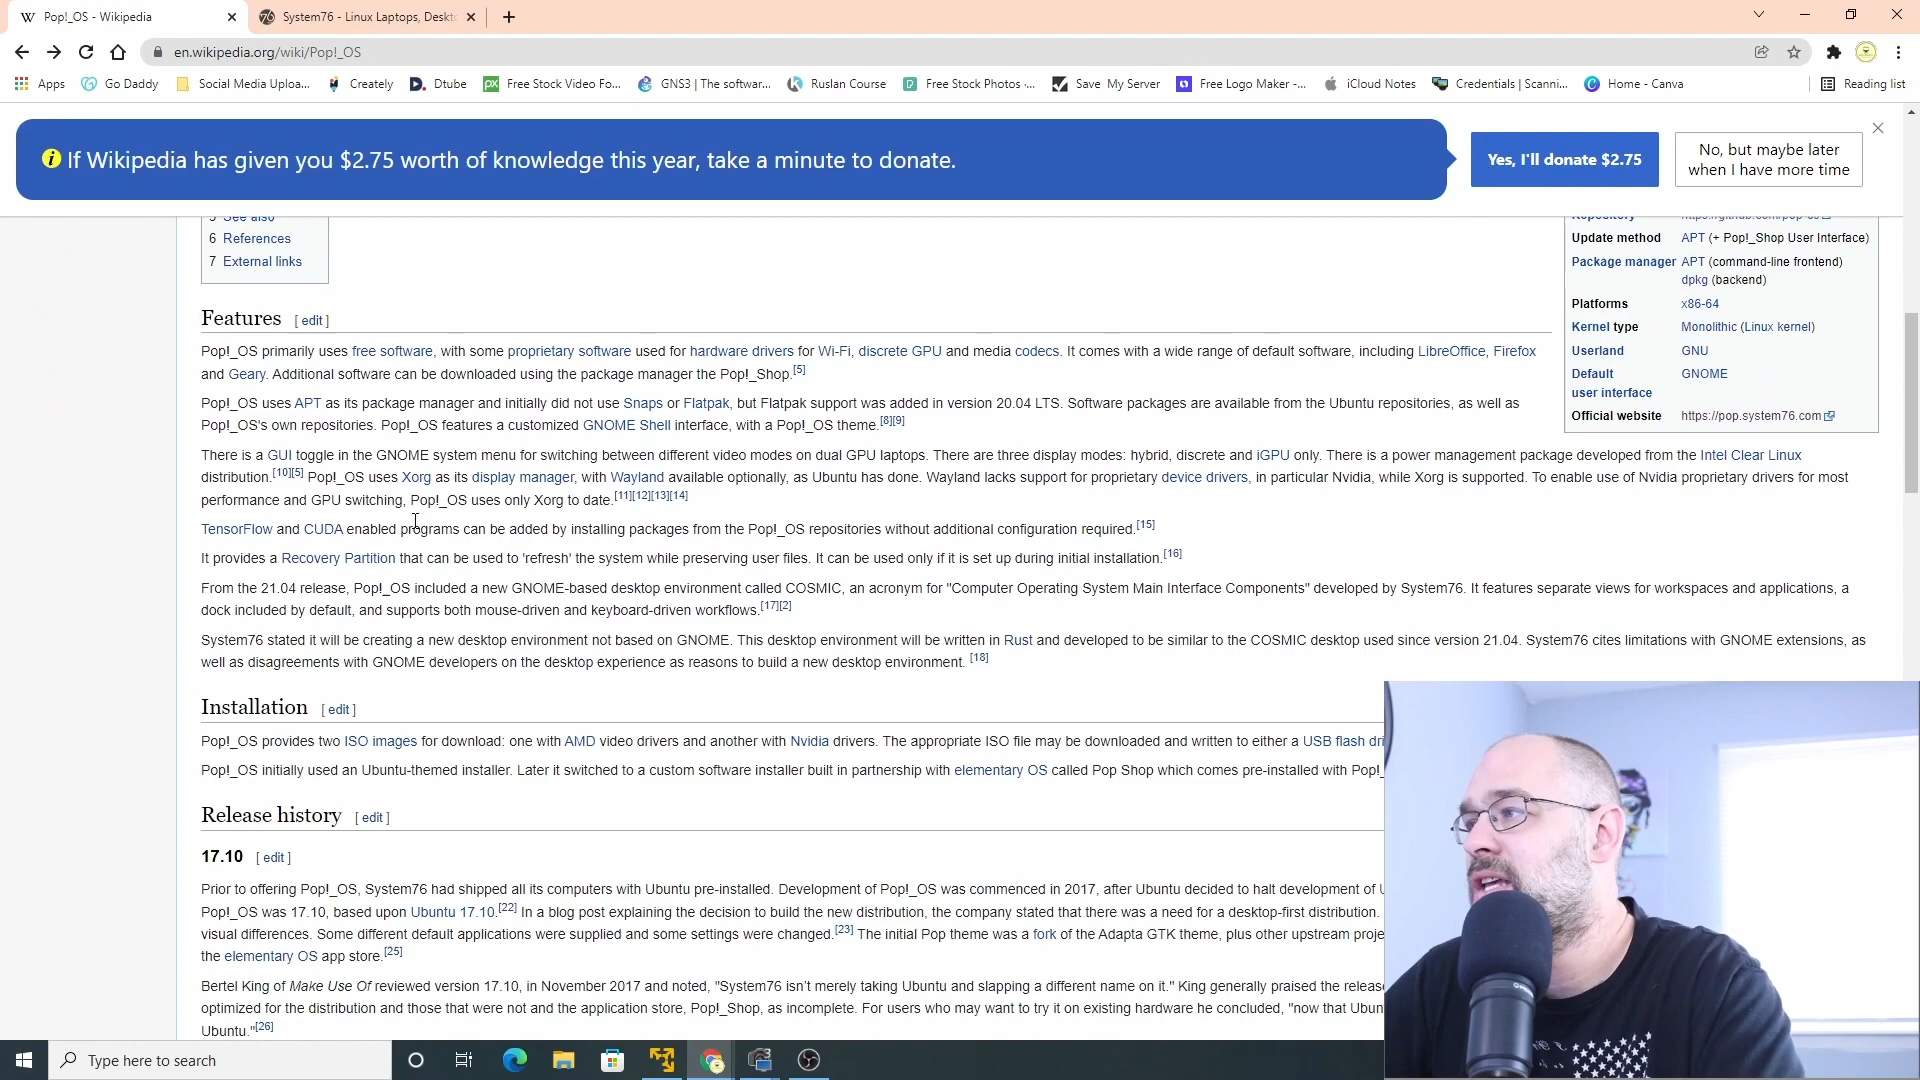 Pop!_OS - Wikipedia
System76 - Linux Laptops, Deskt
en.wikipedia.org/wiki/Pop!_OS
Apps
Go Daddy
Social Media Uploa...
Creately
Dtube
Free Stock Video Fo...
GNS3 | The softwar...
Ruslan Course
Free Stock Photos ·...
Save My Server
Free Logo Maker -...
iCloud Notes
Credentials | Scanni...
Home - Canva
Reading list
If Wikipedia has given you $2.75 worth of knowledge this year, take a minute to donate.
Yes, I'll donate $2.75
No, but maybe later
when I have more time
5 See also
6 References
7 External links
Repository
Update method APT (+ Pop!_Shop User Interface)
Package manager APT (command-line frontend)
dpkg (backend)
Platforms x86-64
Kernel type Monolithic (Linux kernel)
Userland GNU
Default GNOME
user interface
Official website https://pop.system76.com
Features [ edit ]
Pop!_OS primarily uses free software, with some proprietary software used for hardware drivers for Wi-Fi, discrete GPU and media codecs. It comes with a wide range of default software, including LibreOffice, Firefox
and Geary. Additional software can be downloaded using the package manager the Pop!_Shop.[5]
Pop!_OS uses APT as its package manager and initially did not use Snaps or Flatpak, but Flatpak support was added in version 20.04 LTS. Software packages are available from the Ubuntu repositories, as well as
Pop!_OS's own repositories. Pop!_OS features a customized GNOME Shell interface, with a Pop!_OS theme.[8][9]
There is a GUI toggle in the GNOME system menu for switching between different video modes on dual GPU laptops. There are three display modes: hybrid, discrete and iGPU only. There is a power management package developed from the Intel Clear Linux
distribution.[10][5] Pop!_OS uses Xorg as its display manager, with Wayland available optionally, as Ubuntu has done. Wayland lacks support for proprietary device drivers, in particular Nvidia, while Xorg is supported. To enable use of Nvidia proprietary drivers for most
performance and GPU switching, Pop!_OS uses only Xorg to date.[11][12][13][14]
TensorFlow and CUDA enabled programs can be added by installing packages from the Pop!_OS repositories without additional configuration required.[15]
It provides a Recovery Partition that can be used to 'refresh' the system while preserving user files. It can be used only if it is set up during initial installation.[16]
From the 21.04 release, Pop!_OS included a new GNOME-based desktop environment called COSMIC, an acronym for "Computer Operating System Main Interface Components" developed by System76. It features separate views for workspaces and applications, a
dock included by default, and supports both mouse-driven and keyboard-driven workflows.[17][2]
System76 stated it will be creating a new desktop environment not based on GNOME. This desktop environment will be written in Rust and developed to be similar to the COSMIC desktop used since version 21.04. System76 cites limitations with GNOME extensions, as
well as disagreements with GNOME developers on the desktop experience as reasons to build a new desktop environment. [18]
Installation [ edit ]
Pop!_OS provides two ISO images for download: one with AMD video drivers and another with Nvidia drivers. The appropriate ISO file may be downloaded and written to either a USB flash dri
Pop!_OS initially used an Ubuntu-themed installer. Later it switched to a custom software installer built in partnership with elementary OS called Pop Shop which comes pre-installed with Pop!_
Release history [ edit ]
17.10 [ edit ]
Prior to offering Pop!_OS, System76 had shipped all its computers with Ubuntu pre-installed. Development of Pop!_OS was commenced in 2017, after Ubuntu decided to halt development of
Pop!_OS was 17.10, based upon Ubuntu 17.10.[22] In a blog post explaining the decision to build the new distribution, the company stated that there was a need for a desktop-first distribution.
visual differences. Some different default applications were supplied and some settings were changed.[23] The initial Pop theme was a fork of the Adapta GTK theme, plus other upstream proje
the elementary OS app store.[25]
Bertel King of Make Use Of reviewed version 17.10, in November 2017 and noted, "System76 isn't merely taking Ubuntu and slapping a different name on it." King generally praised the release
optimized for the distribution and those that were not and the application store, Pop!_Shop, as incomplete. For users who may want to try it on existing hardware he concluded, "now that Ubun
Ubuntu."[26]
Type here to search